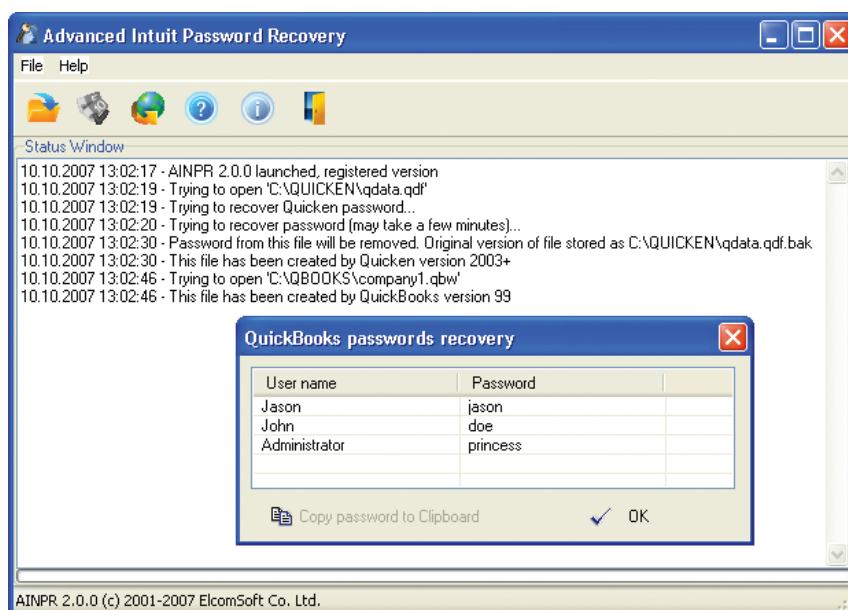 Advanced Intuit Password Recovery
File Help
Status Window
10.10.2007 13:02:17 - AINPR 2.0.0 launched, registered version
10.10.2007 13:02:19 - Trying to open 'C:\QUICKEN\qdata.qdf'
10.10.2007 13:02:19 - Trying to recover Quicken password...
10.10.2007 13:02:20 - Trying to recover password (may take a few minutes)...
10.10.2007 13:02:30 - Password from this file will be removed. Original version of file stored as C:\QUICKEN\qdata.qdf.bak
10.10.2007 13:02:30 - This file has been created by Quicken version 2003+
10.10.2007 13:02:46 - Trying to open 'C:\QBOOKS\company1.qbw'
10.10.2007 13:02:46 - This file has been created by QuickBooks version 99
QuickBooks passwords recovery
User name Password
Jason jason
John doe
Administrator princess
Copy password to Clipboard OK
AINPR 2.0.0 (c) 2001-2007 ElcomSoft Co. Ltd.